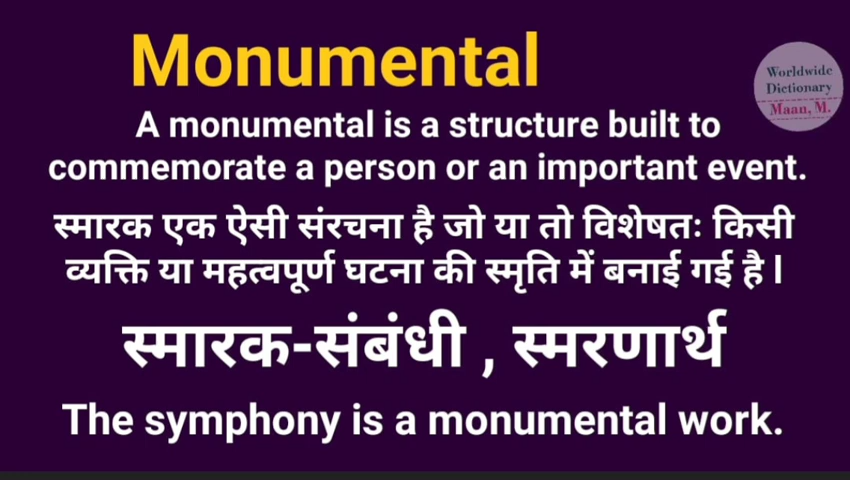 Monumental
Worldwide
Dictionary
Maan, M.
A monumental is a structure built to
commemorate a person or an important event.
स्मारक एक ऐसी संरचना है जो या तो विशेषतः किसी
व्यक्ति या महत्वपूर्ण घटना की स्मृति में बनाई गई है l
स्मारक-संबंधी , स्मरणार्थ
The symphony is a monumental work.